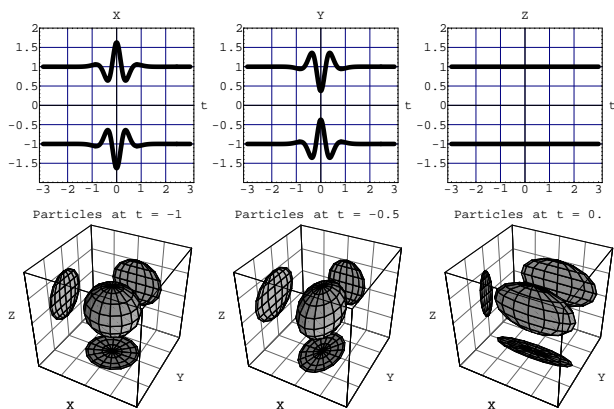 X Y Z
2 2 2
1.5 1.5 1.5
1 1 1
0.5 0.5 0.5
0 t 0 t 0 t
-0.5 -0.5 -0.5
-1 -1 -1
-1.5 -1.5 -1.5
-3 -2 -1 0 1 2 3 -3 -2 -1 0 1 2 3 -3 -2 -1 0 1 2 3
Particles at t = -1 Particles at t = -0.5 Particles at t = 0.
Z Z Z
Y Y Y
X X X